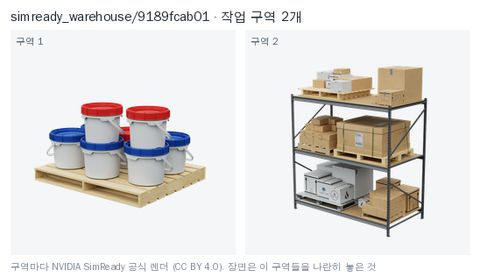 simready_warehouse/9189fcab01 · 작업 구역 2개
구역 1
구역 2
구역마다 NVIDIA SimReady 공식 렌더 (CC BY 4.0). 장면은 이 구역들을 나란히 놓은 것